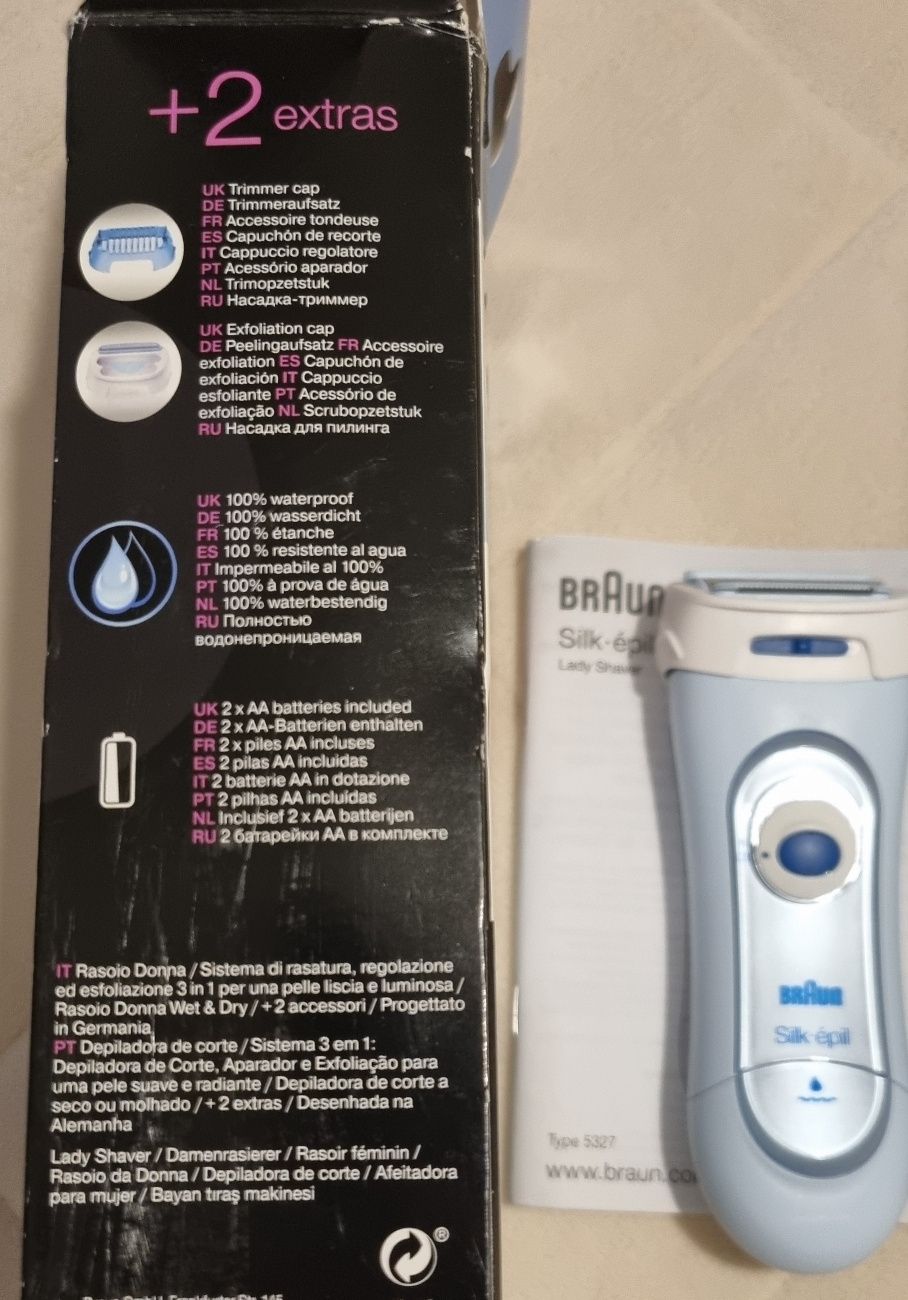 +2 extras
UK Trimmer cap
DE Trimmeraufsatz
FR Accessoire tondeuse
ES Capuchón de recorte
IT Cappuccio regolatore
PT Acessório aparador
NL Trimopzetstuk
RU Насадка-триммер
UK Exfoliation cap
DE Peelingaufsatz FR Accessoire
exfoliation ES Capuchón de
exfoliación IT Cappuccio
esfoliante PT Acessório de
exfoliação NL Scrubopzetstuk
RU Насадка для пилинга
UK 100% waterproof
DE 100% wasserdicht
FR 100 % étanche
ES 100 % resistente al agua
IT Impermeabile al 100%
PT 100% à prova de água
NL 100% waterbestendig
RU Полностью
водонепроницаемая
UK 2 x AA batteries included
DE 2 x AA-Batterien enthalten
FR 2 x piles AA incluses
ES 2 pilas AA incluidas
IT 2 batterie AA in dotazione
PT 2 pilhas AA incluídas
NL Inclusief 2 x AA batterijen
RU 2 батарейки AA в комплекте
IT Rasoio Donna / Sistema di rasatura, regolazione
ed esfoliazione 3 in 1 per una pelle liscia e luminosa /
Rasoio Donna Wet & Dry / +2 accessori / Progettato
in Germania
PT Depiladora de corte / Sistema 3 em 1:
Depiladora de Corte, Aparador e Exfoliação para
uma pele suave e radiante / Depiladora de corte a
seco ou molhado / +2 extras / Desenhada na
Alemanha
Lady Shaver / Damenrasierer / Rasoir féminin /
Rasoio da Donna / Depiladora de corte / Afeitadora
para mujer / Bayan tıraş makinesi
®
BRAUN
Silk-épil
Lady Shaver
Type 5327
www.braun.co
BRAUN
Silk-épil